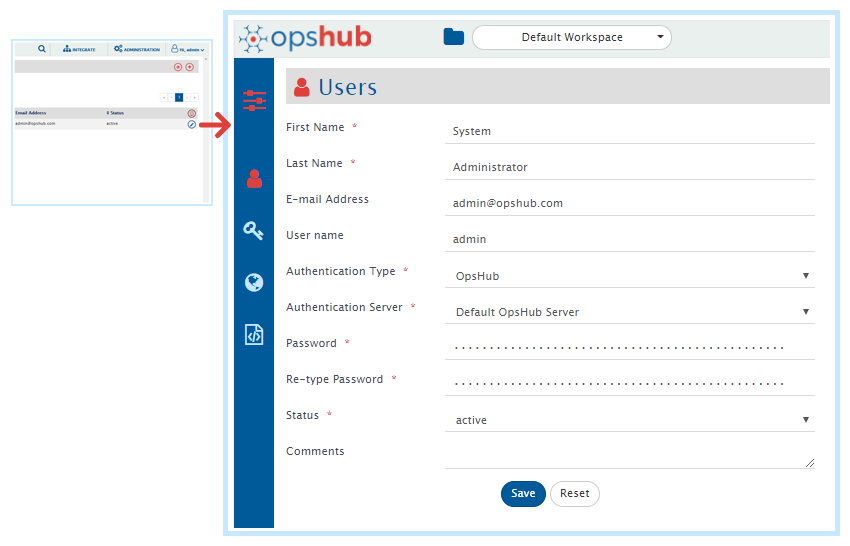 INTEGRATE ADMINISTRATION Hi, admin
1
Email Address Status
admin@opshub.com active
opshub Default Workspace
Users
First Name * System
Last Name * Administrator
E-mail Address admin@opshub.com
User name admin
Authentication Type * OpsHub
Authentication Server * Default OpsHub Server
Password *
Re-type Password *
Status * active
Comments
Save Reset